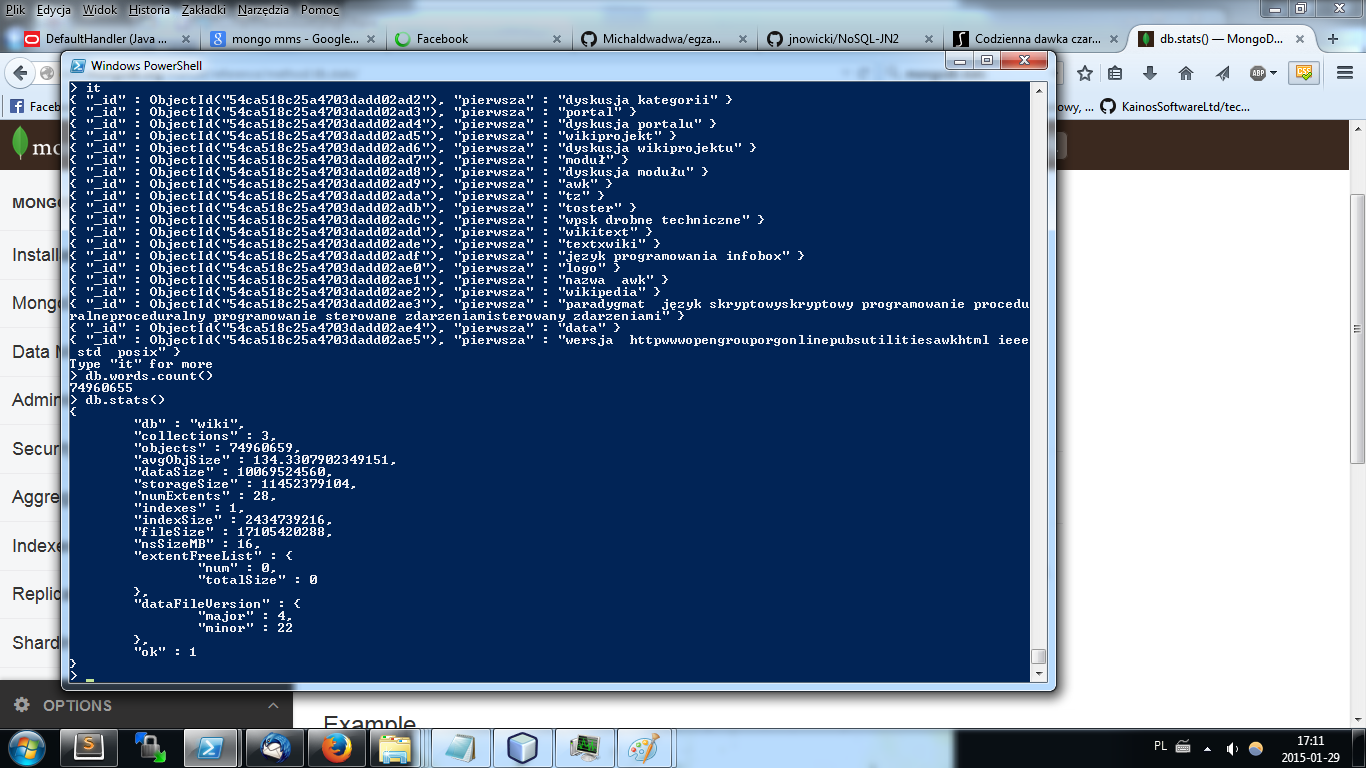 Plik Edycja Widok Historia Zakładki Narzędzia Pomoc
DefaultHandler (Java ...
mongo mms - Google...
Facebook
Michaldwadwa/egza...
jnowicki/NoSQL-JN2
Codzienna dawka czar...
db.stats() — MongoD...
Windows PowerShell
ABP
Faceb
owy, ...
KainosSoftwareLtd/tec...
mo
MONGO
Install
Mongo
Data M
Admin
Secur
Aggre
Indexe
Replic
Shard
OPTIONS
> it
{ "_id" : ObjectId("54ca518c25a4703dadd02ad2"), "pierwsza" : "dyskusja kategorii" }
{ "_id" : ObjectId("54ca518c25a4703dadd02ad3"), "pierwsza" : "portal" }
{ "_id" : ObjectId("54ca518c25a4703dadd02ad4"), "pierwsza" : "dyskusja portalu" }
{ "_id" : ObjectId("54ca518c25a4703dadd02ad5"), "pierwsza" : "wikiprojekt" }
{ "_id" : ObjectId("54ca518c25a4703dadd02ad6"), "pierwsza" : "dyskusja wikiprojektu" }
{ "_id" : ObjectId("54ca518c25a4703dadd02ad7"), "pierwsza" : "moduł" }
{ "_id" : ObjectId("54ca518c25a4703dadd02ad8"), "pierwsza" : "dyskusja modułu" }
{ "_id" : ObjectId("54ca518c25a4703dadd02ad9"), "pierwsza" : "awk" }
{ "_id" : ObjectId("54ca518c25a4703dadd02ada"), "pierwsza" : "tz" }
{ "_id" : ObjectId("54ca518c25a4703dadd02adb"), "pierwsza" : "toster" }
{ "_id" : ObjectId("54ca518c25a4703dadd02adc"), "pierwsza" : "wpsk drobne techniczne" }
{ "_id" : ObjectId("54ca518c25a4703dadd02add"), "pierwsza" : "wikitext" }
{ "_id" : ObjectId("54ca518c25a4703dadd02ade"), "pierwsza" : "textxwiki" }
{ "_id" : ObjectId("54ca518c25a4703dadd02adf"), "pierwsza" : "język programowania infobox" }
{ "_id" : ObjectId("54ca518c25a4703dadd02ae0"), "pierwsza" : "logo" }
{ "_id" : ObjectId("54ca518c25a4703dadd02ae1"), "pierwsza" : "nazwa  awk" }
{ "_id" : ObjectId("54ca518c25a4703dadd02ae2"), "pierwsza" : "wikipedia" }
{ "_id" : ObjectId("54ca518c25a4703dadd02ae3"), "pierwsza" : "paradygmat  język skryptowyskryptowy programowanie procedu
ralneproceduralny programowanie sterowane zdarzeniamisterowany zdarzeniami" }
{ "_id" : ObjectId("54ca518c25a4703dadd02ae4"), "pierwsza" : "data" }
{ "_id" : ObjectId("54ca518c25a4703dadd02ae5"), "pierwsza" : "wersja  httpwwwopengrouporgonlinepubsutilitiesawkhtml ieee
 std  posix" }
Type "it" for more
> db.words.count()
74960655
> db.stats()
{
"db" : "wiki",
"collections" : 3,
"objects" : 74960659,
"avgObjSize" : 134.3307902349151,
"dataSize" : 10069524560,
"storageSize" : 11452379104,
"numExtents" : 28,
"indexes" : 1,
"indexSize" : 2434739216,
"fileSize" : 17105420288,
"nsSizeMB" : 16,
"extentFreeList" : {
"num" : 0,
"totalSize" : 0
},
"dataFileVersion" : {
"major" : 4,
"minor" : 22
},
"ok" : 1
}
>
Example
PL
17:11
2015-01-29